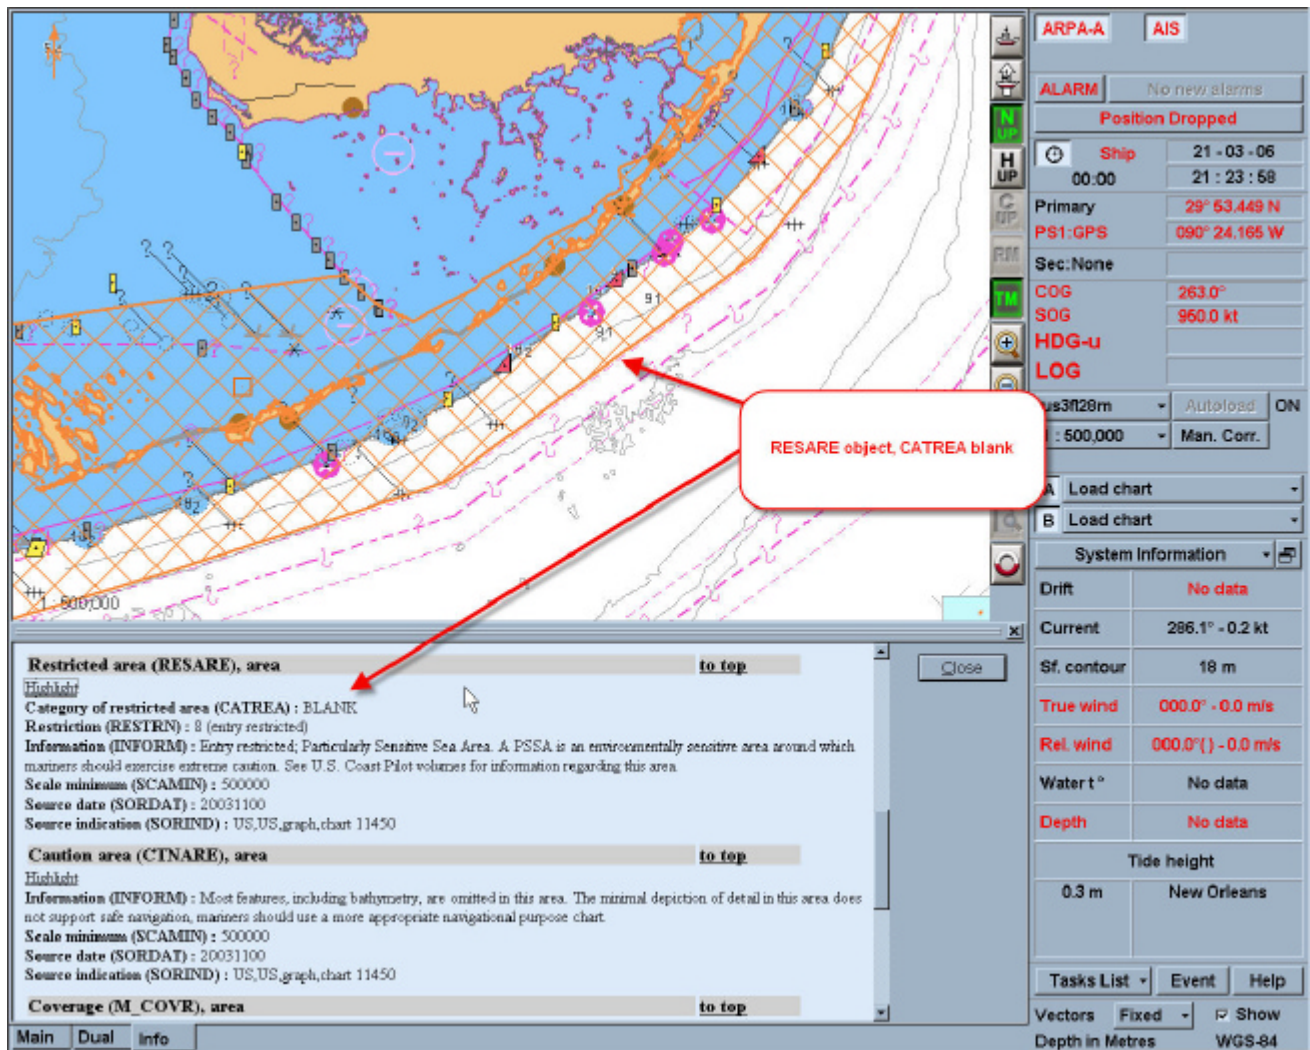 ARPA-A AIS
ALARM No new alarms
Position Dropped
Ship 21 - 03 - 06
00:00 21 : 23 : 58
Primary 29° 53.449 N
PS1:GPS 090° 24.165 W
Sec:None
COG 263.0°
SOG 950.0 kt
HDG-u
LOG
us3fl28m Autoload ON
: 500,000 Man. Corr.
A Load chart
B Load chart
System Information
Drift No data
Current 286.1° - 0.2 kt
Sf. contour 18 m
True wind 000.0° - 0.0 m/s
Rel. wind 000.0°( ) - 0.0 m/s
Water t° No data
Depth No data
Tide height
0.3 m New Orleans
Tasks List Event Help
Vectors Fixed Show
Depth in Metres WGS-84
N UP
H UP
C UP
RM
TM
91
91
1 : 500,000
RESARE object, CATREA blank
Restricted area (RESARE), area to top
Highlight
Category of restricted area (CATREA) : BLANK
Restriction (RESTRN) : 8 (entry restricted)
Information (INFORM) : Entry restricted; Particularly Sensitive Sea Area. A PSSA is an environmentally sensitive area around which
mariners should exercise extreme caution. See U.S. Coast Pilot volumes for information regarding this area.
Scale minimum (SCAMIN) : 500000
Source date (SORDAT) : 20031100
Source indication (SORIND) : US,US,graph,chart 11450
Caution area (CTNARE), area to top
Highlight
Information (INFORM) : Most features, including bathymetry, are omitted in this area. The minimal depiction of detail in this area does
not support safe navigation, mariners should use a more appropriate navigational purpose chart.
Scale minimum (SCAMIN) : 500000
Source date (SORDAT) : 20031100
Source indication (SORIND) : US,US,graph,chart 11450
Coverage (M_COVR), area to top
Close
Main Dual Info